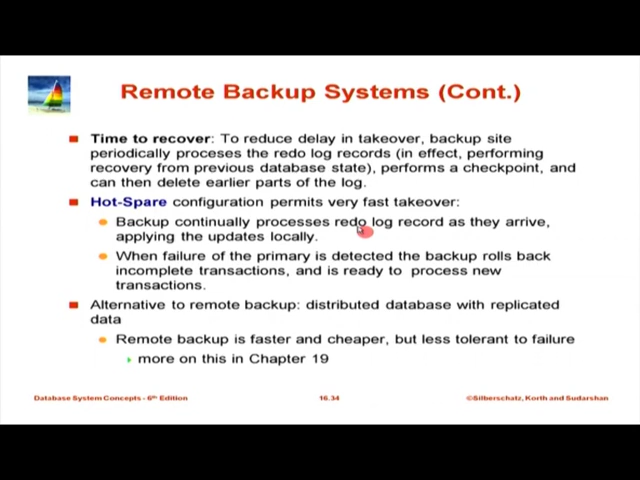 Remote Backup Systems (Cont.)
Time to recover: To reduce delay in takeover, backup site
periodically proceses the redo log records (in effect, performing
recovery from previous database state), performs a checkpoint, and
can then delete earlier parts of the log.
Hot-Spare configuration permits very fast takeover:
Backup continually processes redo log record as they arrive,
applying the updates locally.
When failure of the primary is detected the backup rolls back
incomplete transactions, and is ready to process new
transactions.
Alternative to remote backup: distributed database with replicated
data
Remote backup is faster and cheaper, but less tolerant to failure
more on this in Chapter 19
Database System Concepts - 6th Edition
16.34
©Silberschatz, Korth and Sudarshan